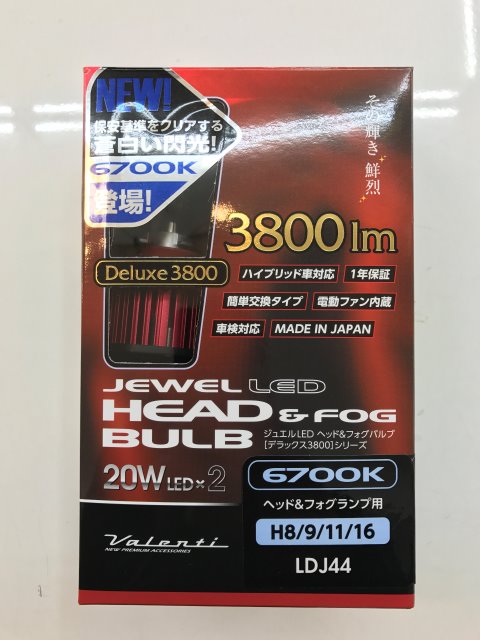 NEW!
保安基準をクリアする
蒼白い閃光!
6700K
登場!
その輝き 鮮烈
3800lm
Deluxe 3800
ハイブリッド車対応 1年保証
簡単交換タイプ 電動ファン内蔵
車検対応 MADE IN JAPAN
JEWEL LED
HEAD & FOG
BULB
ジュエルLED ヘッド&フォグバルブ
[デラックス3800]シリーズ
20W LED×2
6700K
ヘッド&フォグランプ用
H8/9/11/16
LDJ44
Valenti
NEW PREMIUM ACCESSORIES